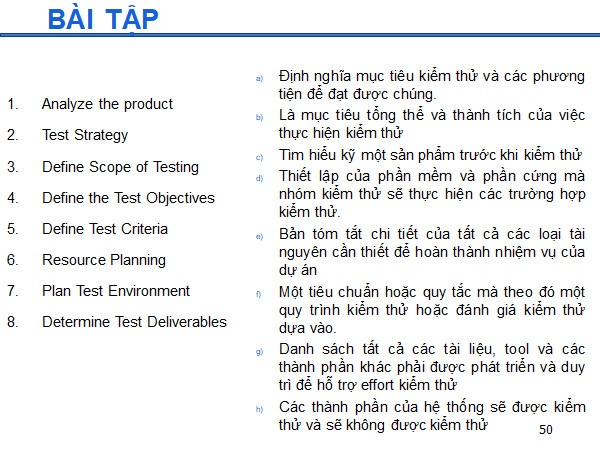 BÀI TẬP
1. Analyze the product
2. Test Strategy
3. Define Scope of Testing
4. Define the Test Objectives
5. Define Test Criteria
6. Resource Planning
7. Plan Test Environment
8. Determine Test Deliverables
a) Định nghĩa mục tiêu kiểm thử và các phương
tiện để đạt được chúng.
b) Là mục tiêu tổng thể và thành tích của việc
thực hiện kiểm thử
c) Tìm hiểu kỹ một sản phẩm trước khi kiểm thử
d) Thiết lập của phần mềm và phần cứng mà
nhóm kiểm thử sẽ thực hiện các trường hợp
kiểm thử.
e) Bản tóm tắt chi tiết của tất cả các loại tài
nguyên cần thiết để hoàn thành nhiệm vụ của
dự án
f) Một tiêu chuẩn hoặc quy tắc mà theo đó một
quy trình kiểm thử hoặc đánh giá kiểm thử
dựa vào.
g) Danh sách tất cả các tài liệu, tool và các
thành phần khác phải được phát triển và duy
trì để hỗ trợ effort kiểm thử
h) Các thành phần của hệ thống sẽ được kiểm
thử và sẽ không được kiểm thử
50